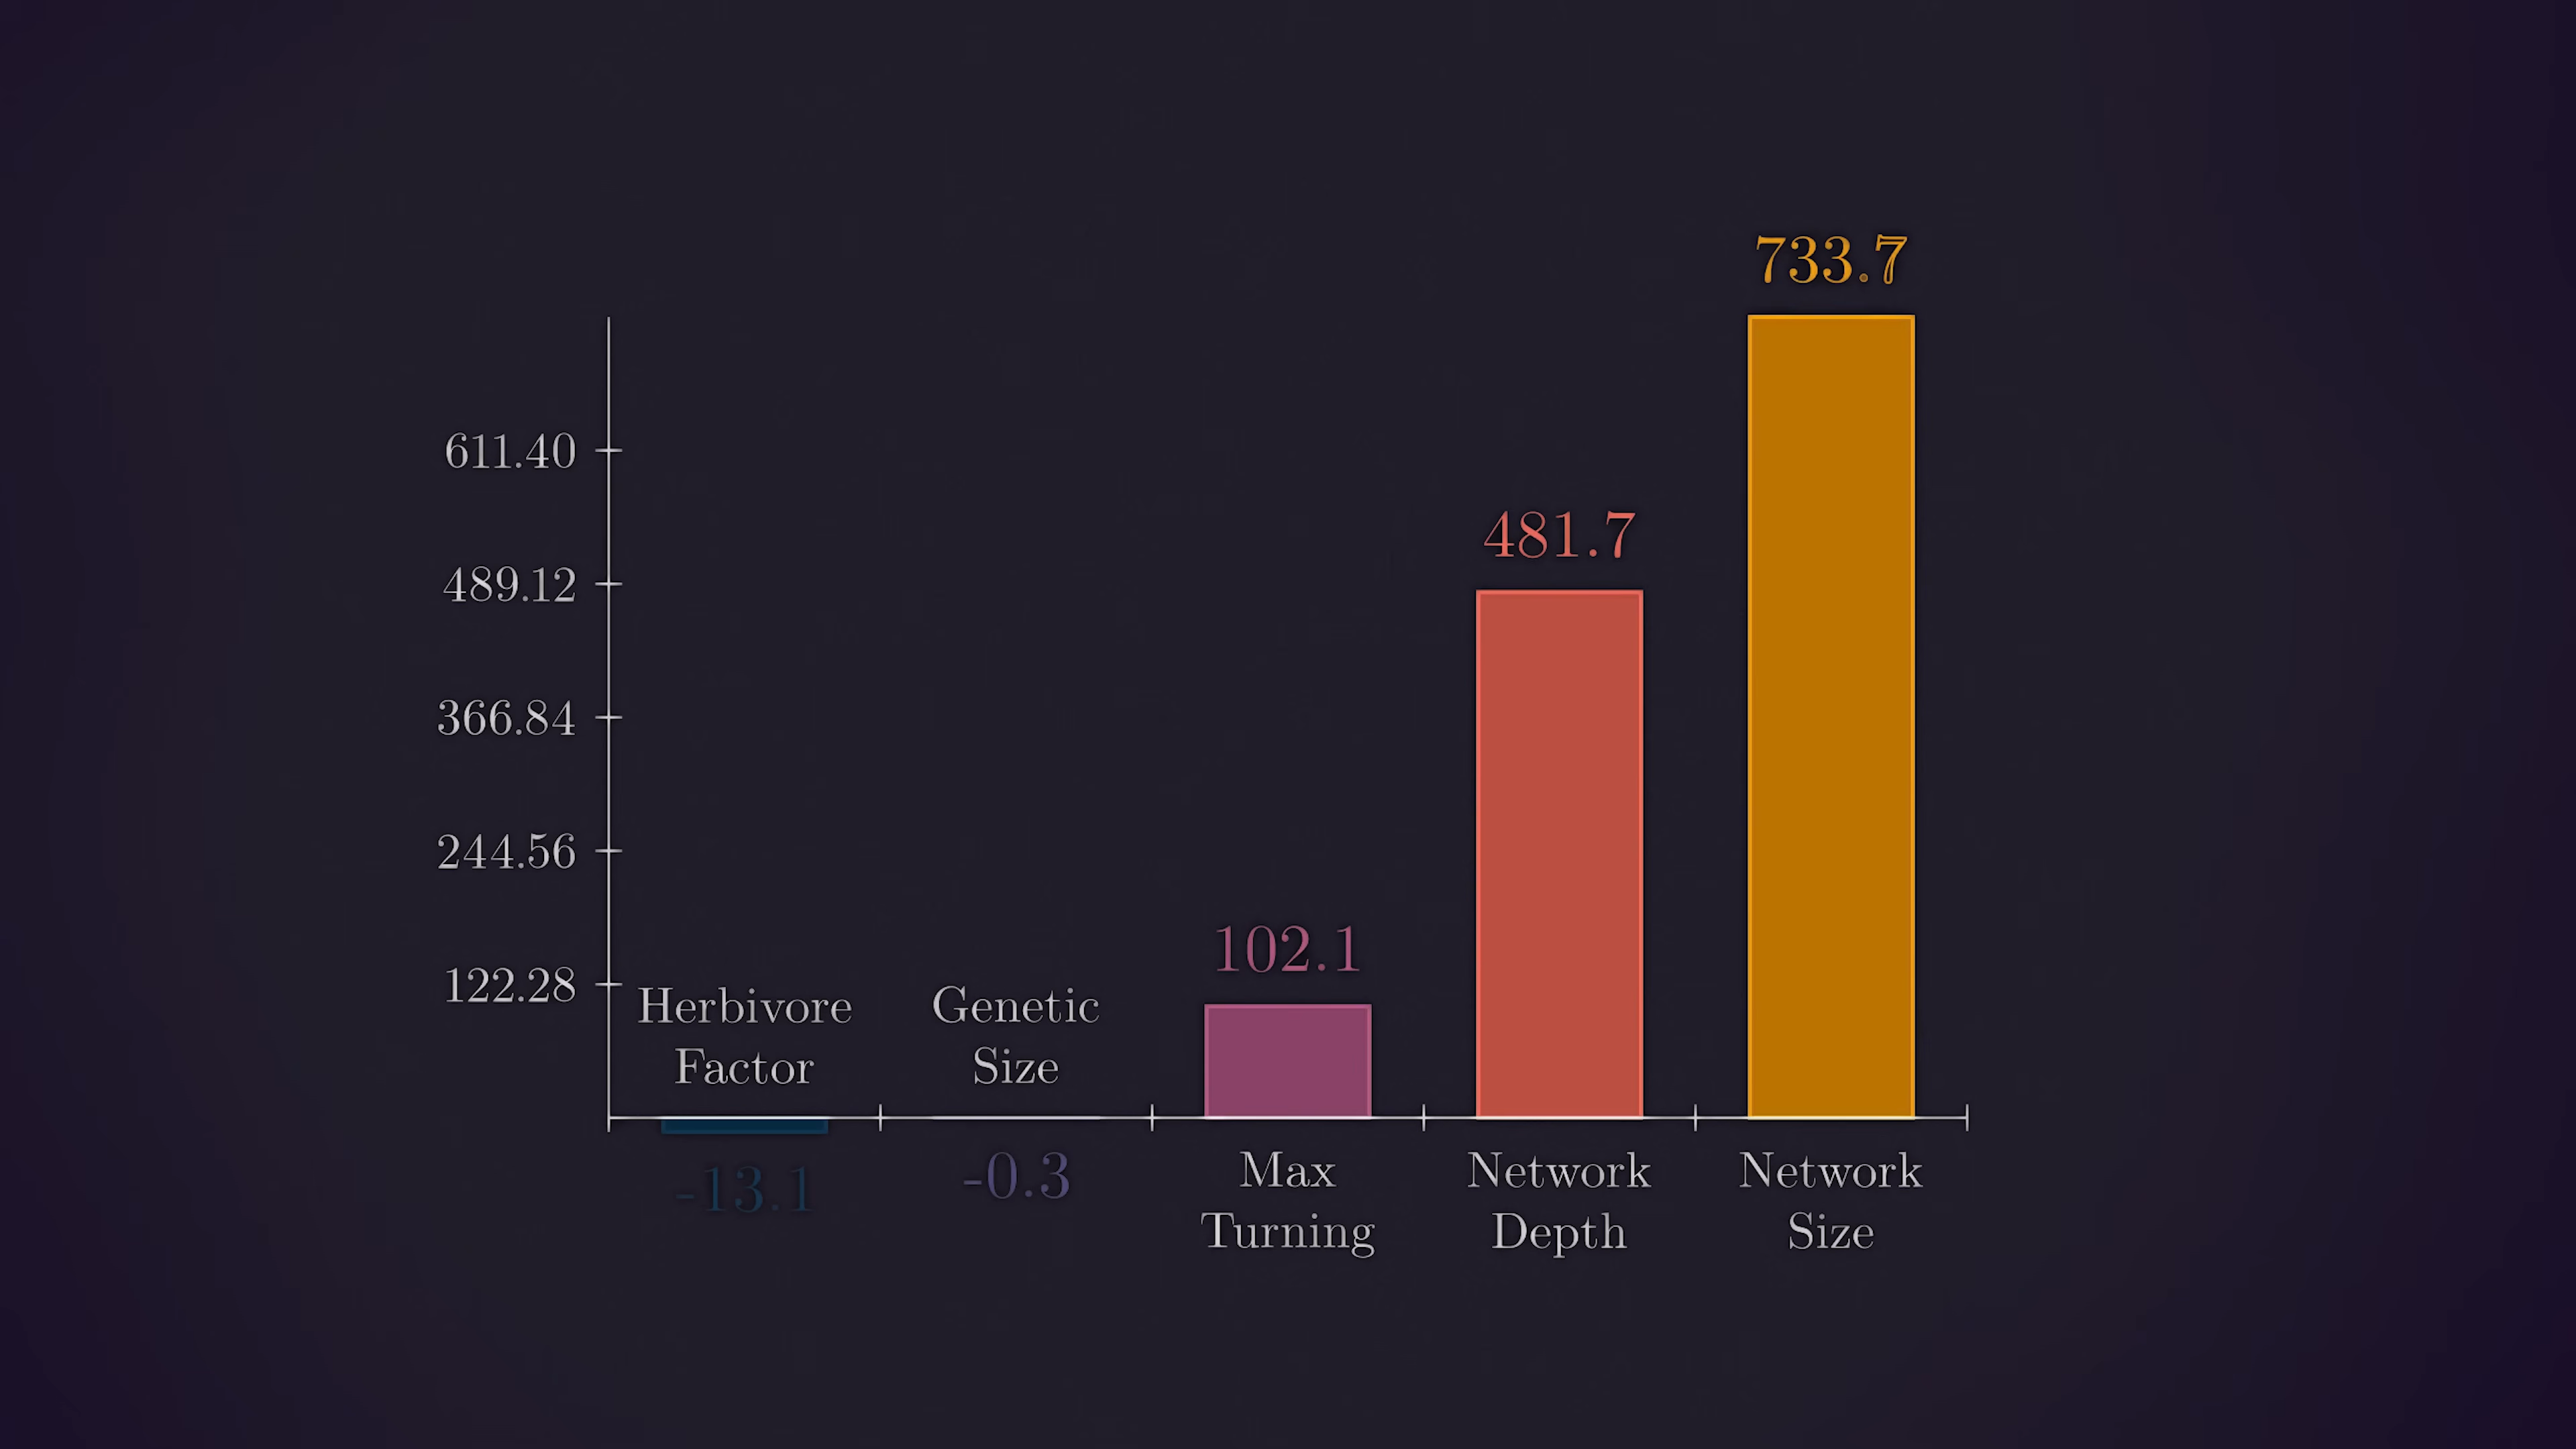 733.7
611.40
481.7
489.12
366.84
244.56
102.1
122.28
Herbivore
Factor
Genetic
Size
-13.1
-0.3
Max
Turning
Network
Depth
Network
Size